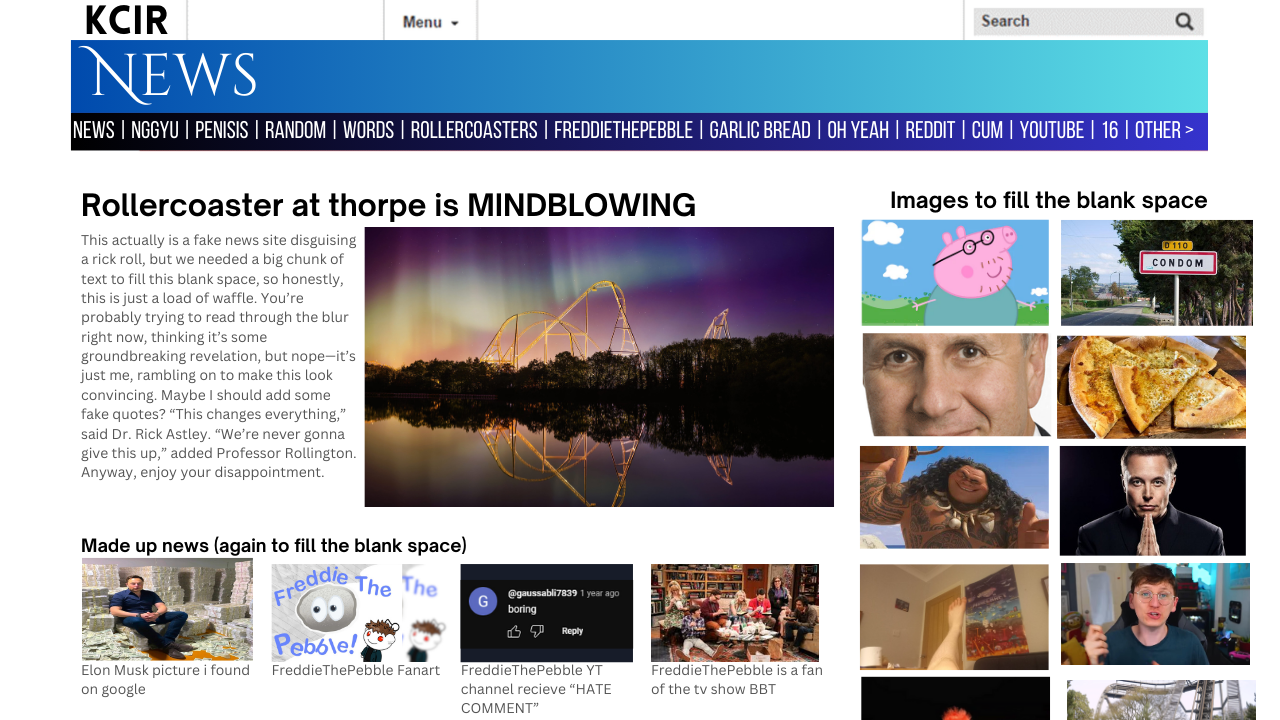 KCIR
Menu
Search
NEWS
NEWS | NGGYU | PENISIS | RANDOM | WORDS | ROLLERCOASTERS | FREDDIETHEPEBBLE | GARLIC BREAD | OH YEAH | REDDIT | CUM | YOUTUBE | 16 | OTHER >
Rollercoaster at thorpe is MINDBLOWING
This actually is a fake news site disguising
a rick roll, but we needed a big chunk of
text to fill this blank space, so honestly,
this is just a load of waffle. You’re
probably trying to read through the blur
right now, thinking it’s some
groundbreaking revelation, but nope—it’s
just me, rambling on to make this look
convincing. Maybe I should add some
fake quotes? “This changes everything,”
said Dr. Rick Astley. “We’re never gonna
give this up,” added Professor Rollington.
Anyway, enjoy your disappointment.
Images to fill the blank space
D 110
CONDOM
Made up news (again to fill the blank space)
Freddie The
Pebble!
The
G
@gaussabli7839 1 year ago
boring
Reply
Elon Musk picture i found
on google
FreddieThePebble Fanart
FreddieThePebble YT
channel recieve “HATE
COMMENT”
FreddieThePebble is a fan
of the tv show BBT